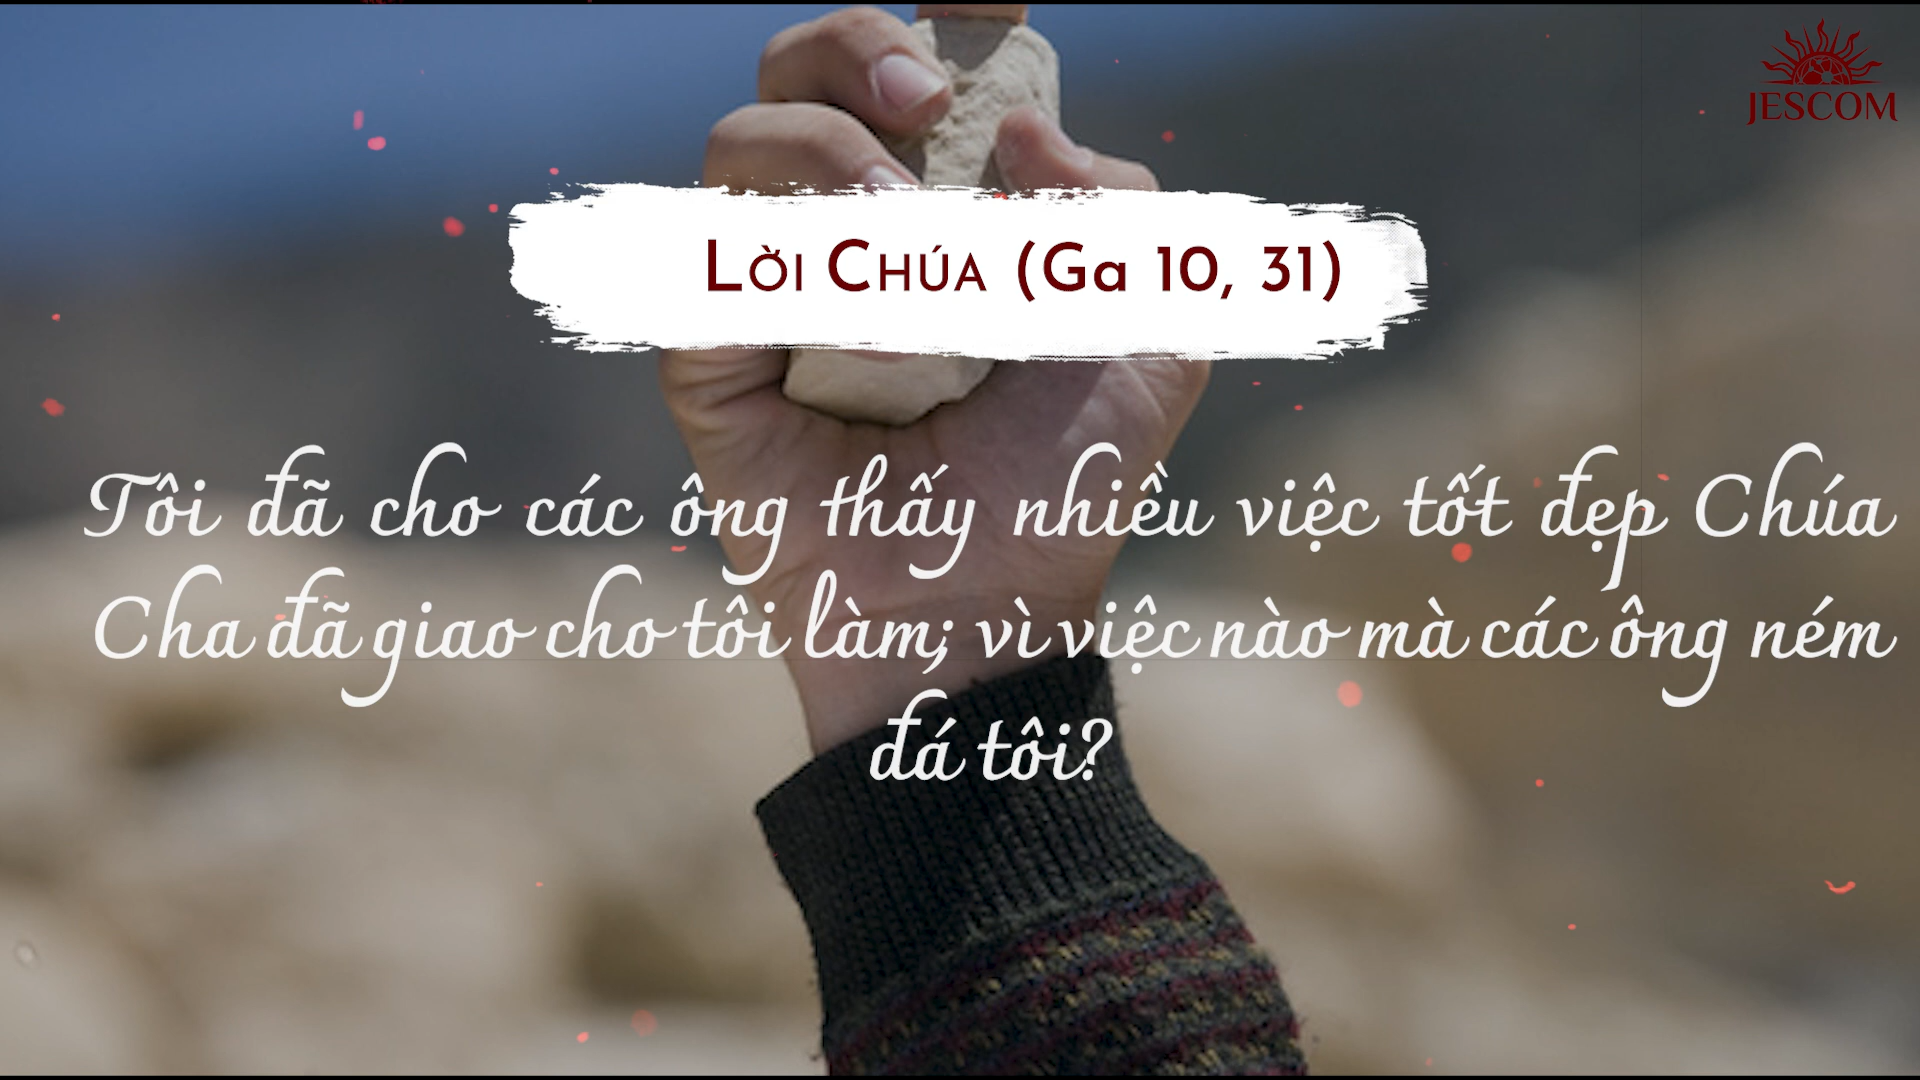 JESCOM
LỜI CHÚA (Ga 10, 31)
Tôi đã cho các ông thấy nhiều việc tốt đẹp Chúa
Cha đã giao cho tôi làm; vì việc nào mà các ông ném
đá tôi?